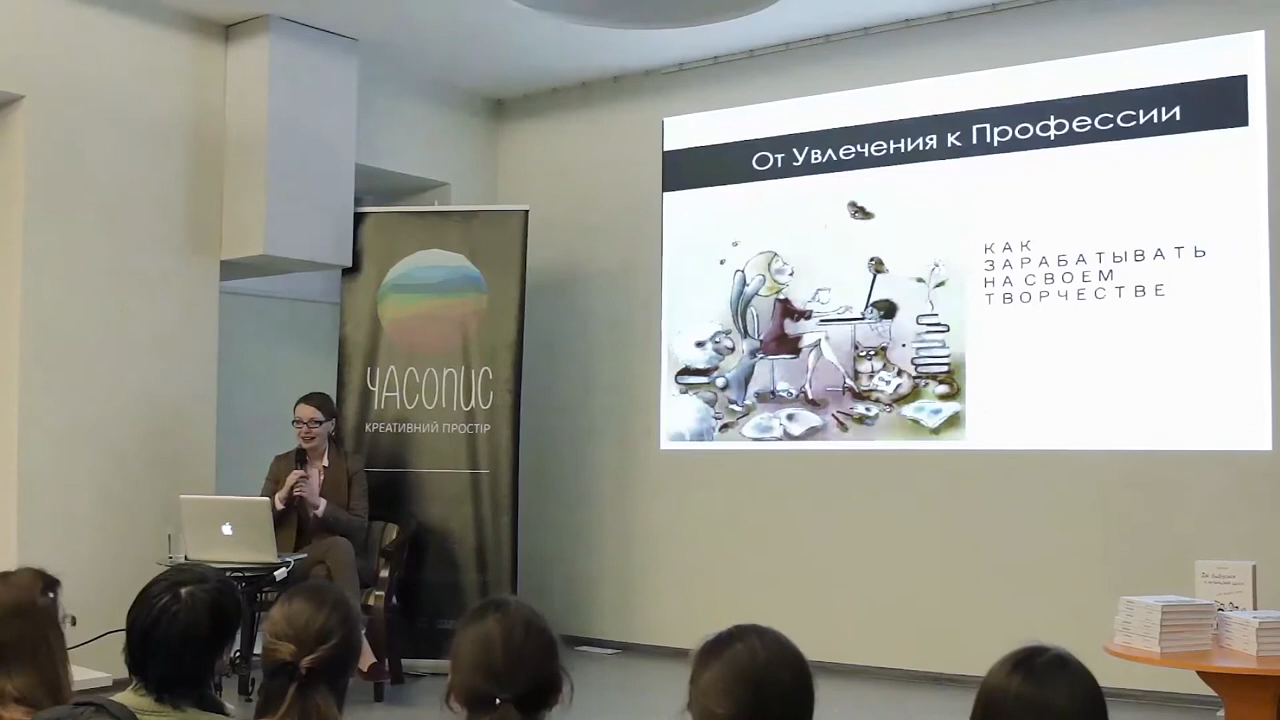 От Увлечения к Профессии
КАК
ЗАРАБАТЫВАТЬ
НА СВОЕМ
ТВОРЧЕСТВЕ
ЧАСОПИС
КРЕАТИВНИЙ ПРОСТІР